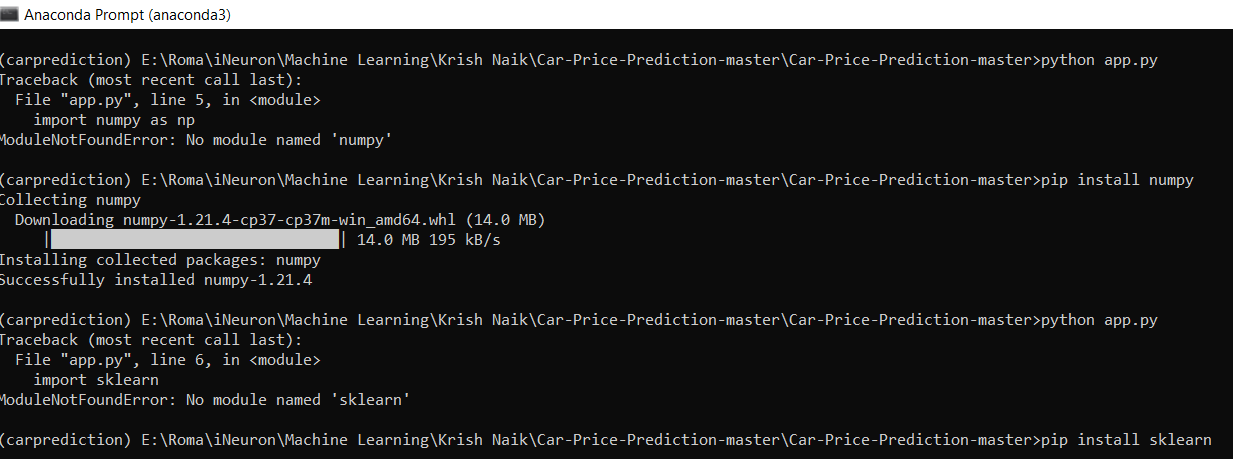 Anaconda Prompt (anaconda3)
(carprediction) E:\Roma\iNeuron\Machine Learning\Krish Naik\Car-Price-Prediction-master\Car-Price-Prediction-master>python app.py
Traceback (most recent call last):
  File "app.py", line 5, in <module>
    import numpy as np
ModuleNotFoundError: No module named 'numpy'
(carprediction) E:\Roma\iNeuron\Machine Learning\Krish Naik\Car-Price-Prediction-master\Car-Price-Prediction-master>pip install numpy
Collecting numpy
  Downloading numpy-1.21.4-cp37-cp37m-win_amd64.whl (14.0 MB)
     |████████████████████████████████| 14.0 MB 195 kB/s
Installing collected packages: numpy
Successfully installed numpy-1.21.4
(carprediction) E:\Roma\iNeuron\Machine Learning\Krish Naik\Car-Price-Prediction-master\Car-Price-Prediction-master>python app.py
Traceback (most recent call last):
  File "app.py", line 6, in <module>
    import sklearn
ModuleNotFoundError: No module named 'sklearn'
(carprediction) E:\Roma\iNeuron\Machine Learning\Krish Naik\Car-Price-Prediction-master\Car-Price-Prediction-master>pip install sklearn